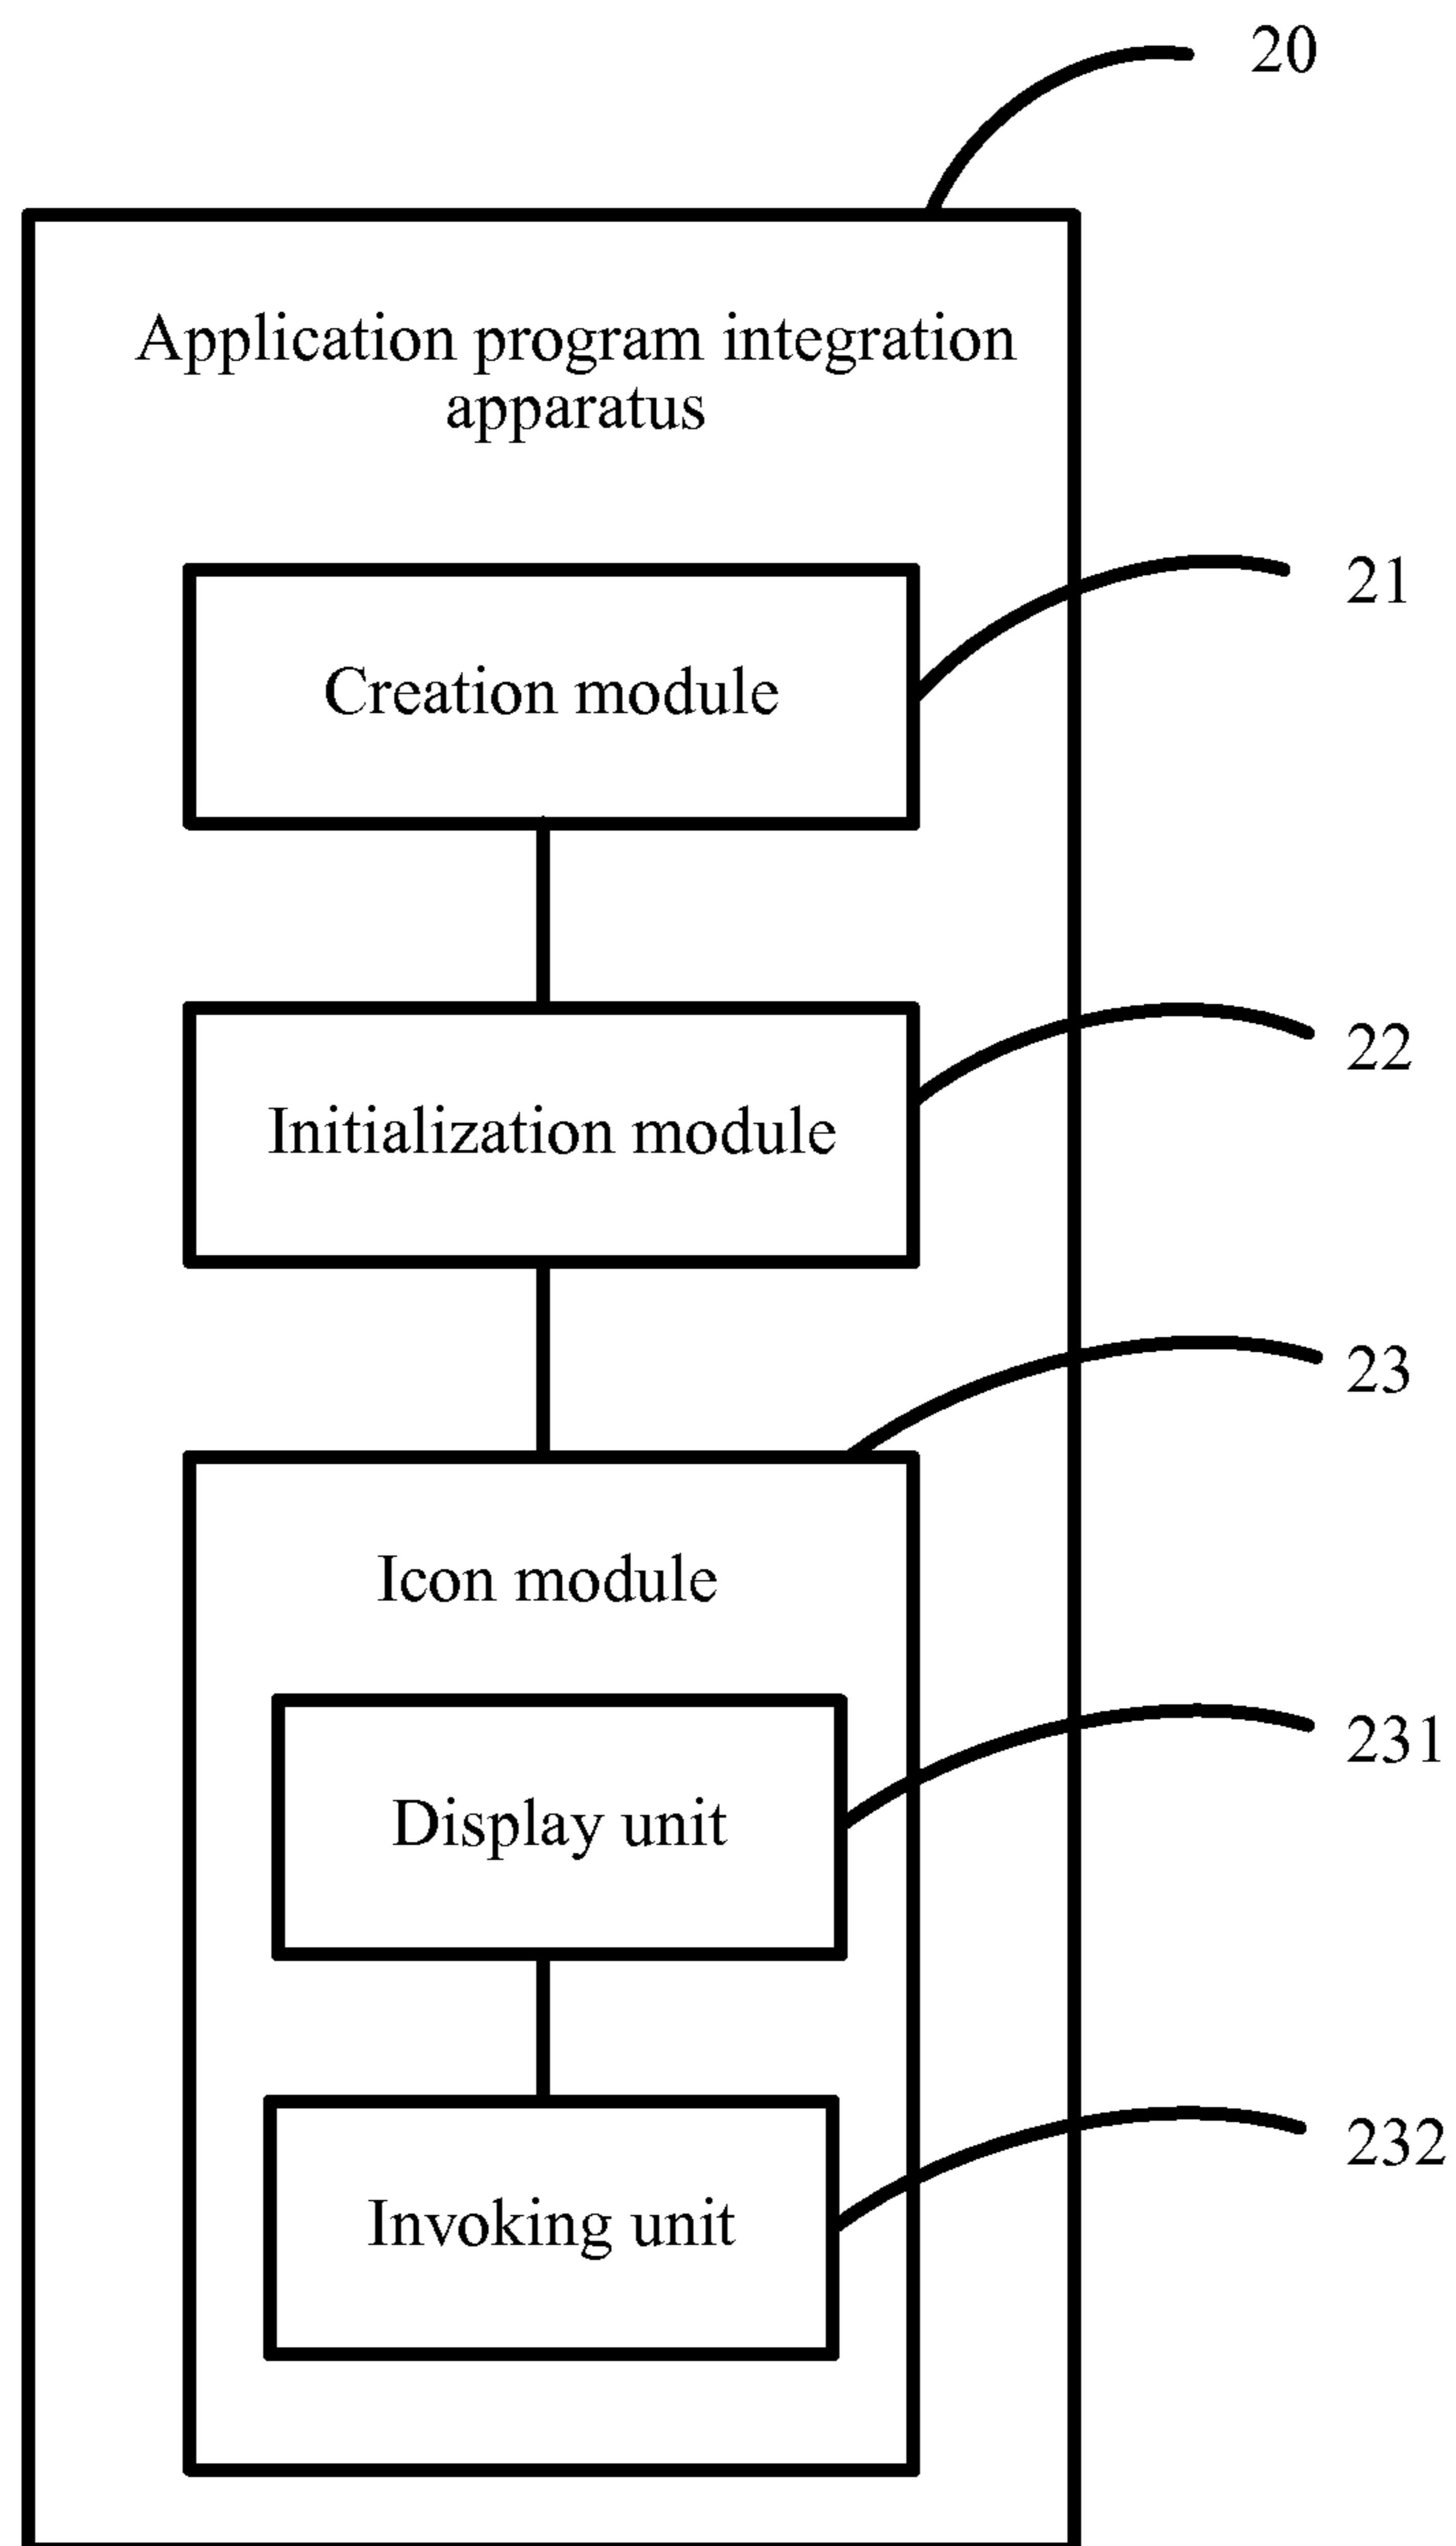 20
Application program integration
apparatus
21
Creation module
22
Initialization module
23
Icon module
231
Display unit
232
Invoking unit